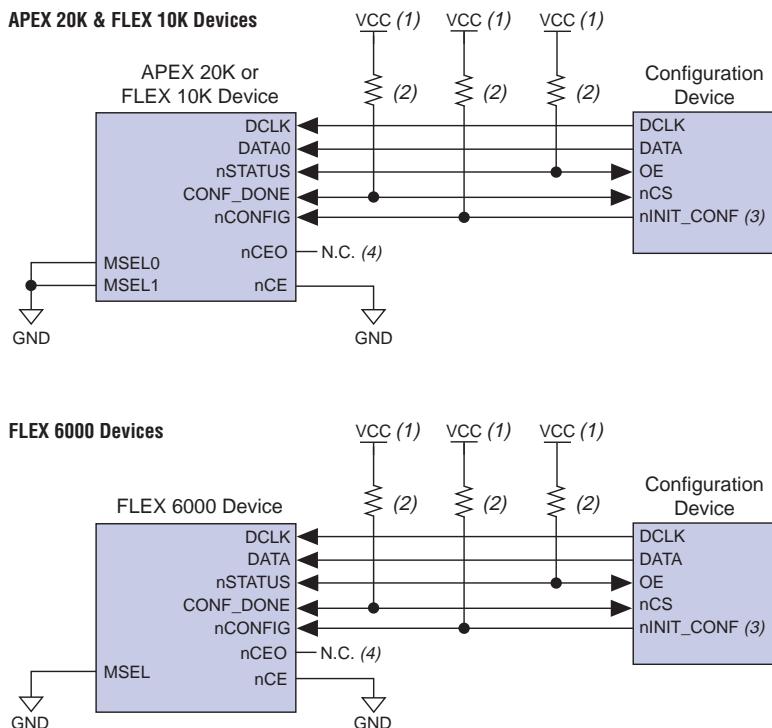 APEX 20K & FLEX 10K Devices
VCC (1) VCC (1) VCC (1)
APEX 20K or
FLEX 10K Device
(2) (2) (2)
Configuration
Device
DCLK DCLK
DATA0 DATA
nSTATUS OE
CONF_DONE nCS
nCONFIG nINIT_CONF (3)
nCEO N.C. (4)
MSEL0
MSEL1 nCE
GND GND
FLEX 6000 Devices
VCC (1) VCC (1) VCC (1)
FLEX 6000 Device
(2) (2) (2)
Configuration
Device
DCLK DCLK
DATA DATA
nSTATUS OE
CONF_DONE nCS
nCONFIG nINIT_CONF (3)
nCEO N.C. (4)
MSEL nCE
GND GND